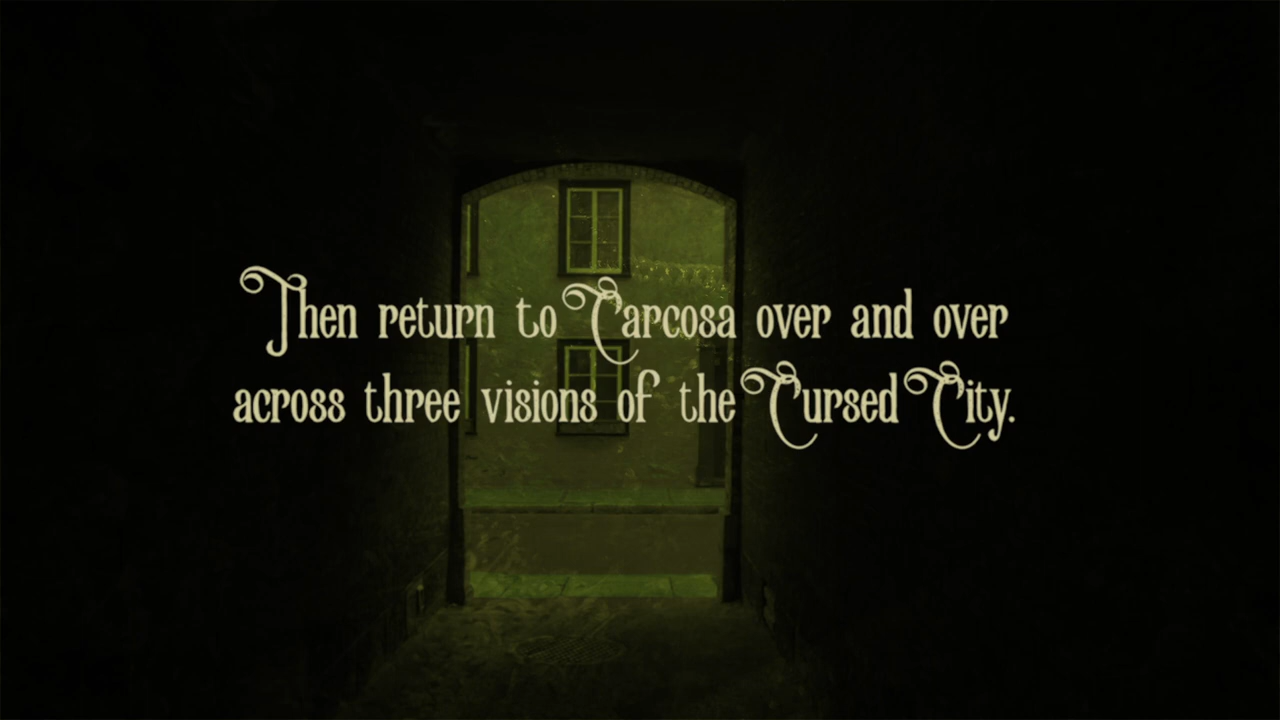 Then return to Carcosa over and over
across three visions of the Cursed City.